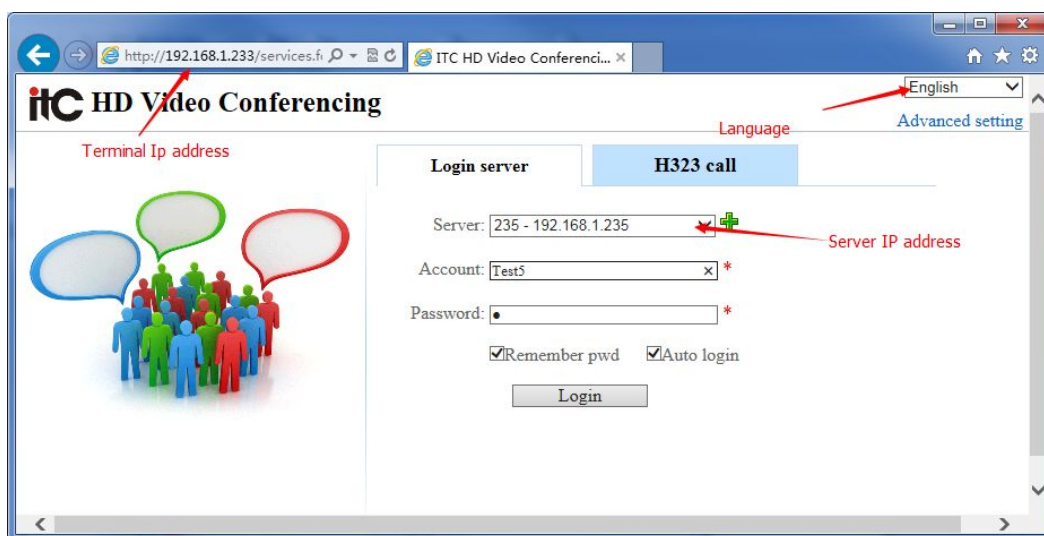 http://192.168.1.233/services.f
ITC HD Video Conferenci...
itC HD Video Conferencing
English
Advanced setting
Language
Terminal Ip address
Login server
H323 call
Server: 235 - 192.168.1.235
Server IP address
Account: Test5 *
Password: ● *
Remember pwd
Auto login
Login